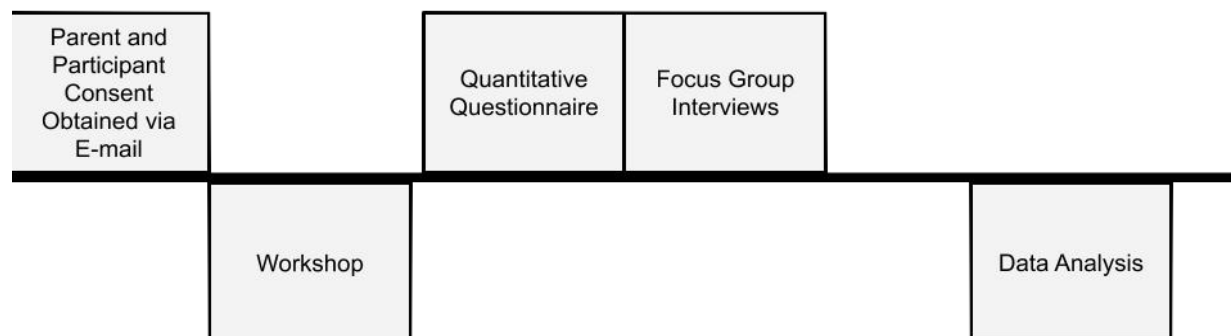 Parent and
Participant
Consent
Obtained via
E-mail
Workshop
Quantitative
Questionnaire
Focus Group
Interviews
Data Analysis